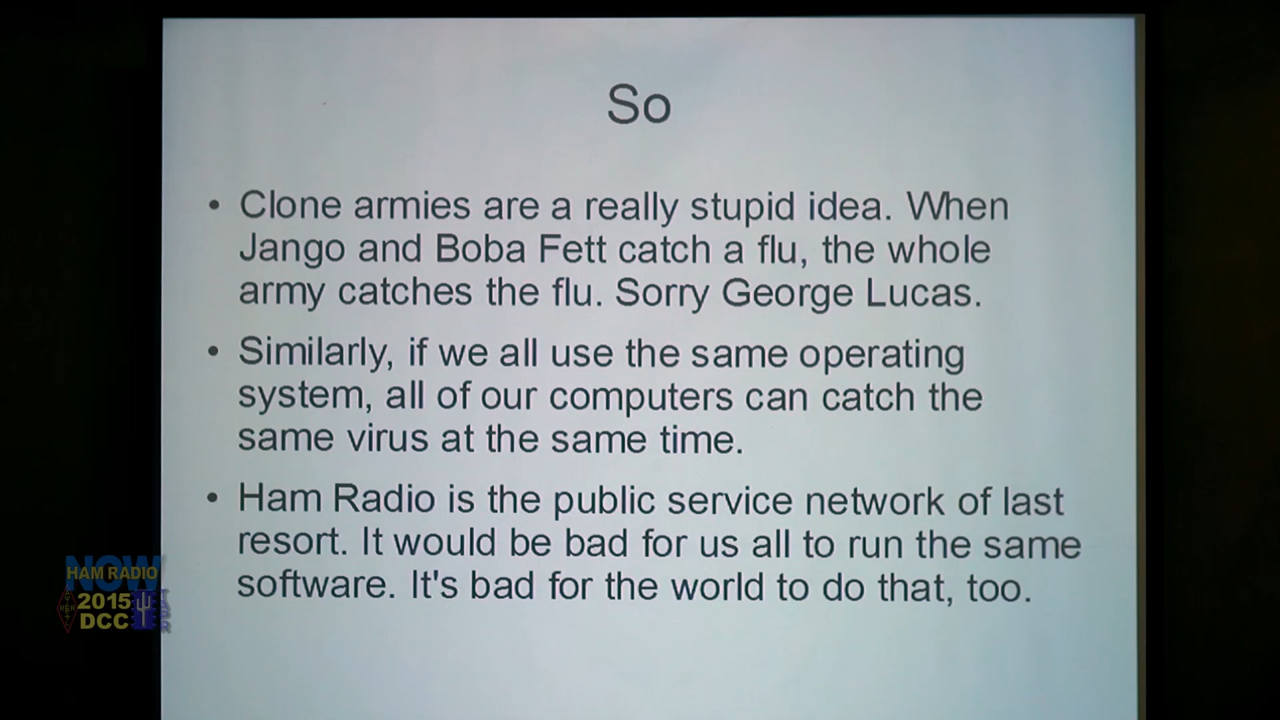 So
• Clone armies are a really stupid idea. When
Jango and Boba Fett catch a flu, the whole
army catches the flu. Sorry George Lucas.
• Similarly, if we all use the same operating
system, all of our computers can catch the
same virus at the same time.
• Ham Radio is the public service network of last
resort. It would be bad for us all to run the same
software. It's bad for the world to do that, too.
NOW
HAM RADIO
2015
DCC